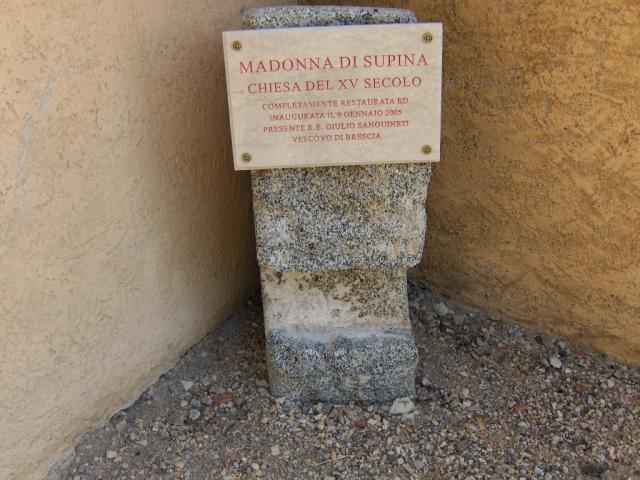 MADONNA DI SUPINA
CHIESA DEL XV SECOLO
COMPLETAMENTE RESTAURATA ED
INAUGURATA IL 9 GENNAIO 2005
PRESENTE S. E. GIULIO SANGUINETI
VESCOVO DI BRESCIA